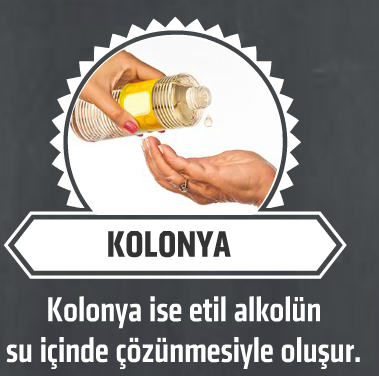 KOLONYA
Kolonya ise etil alkolün
su içinde çözünmesiyle oluşur.